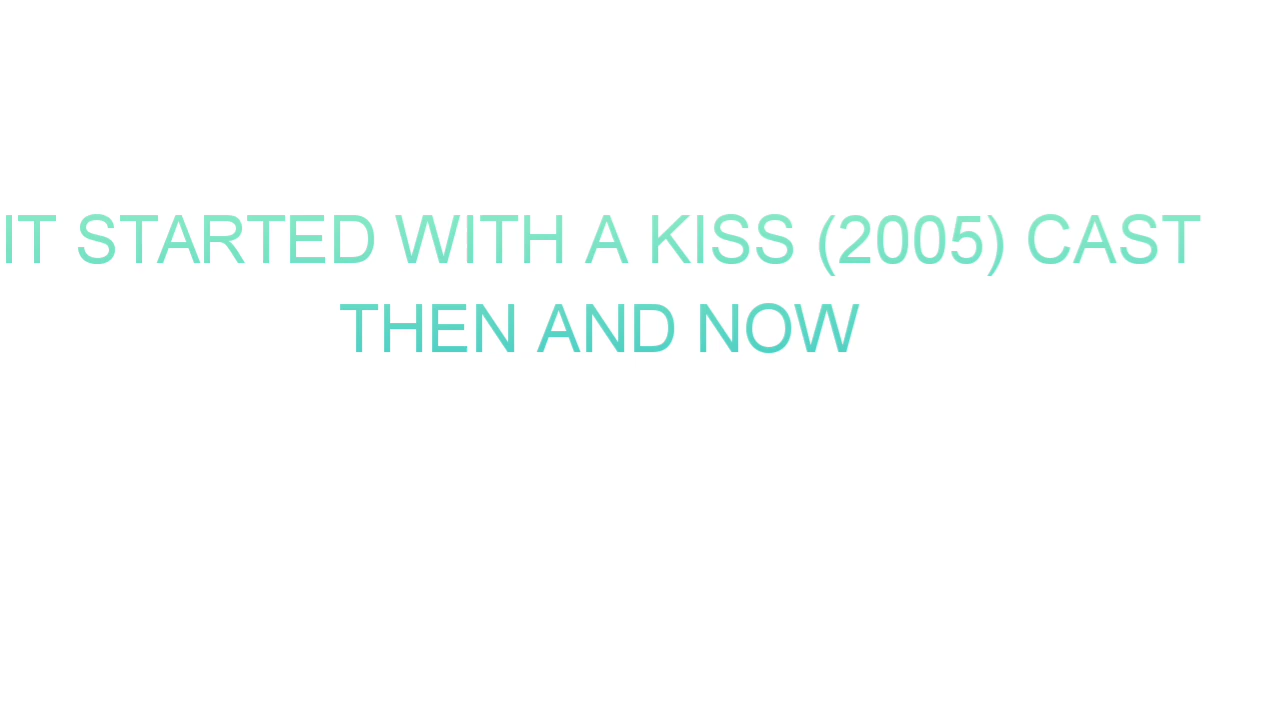 IT STARTED WITH A KISS (2005) CAST
THEN AND NOW